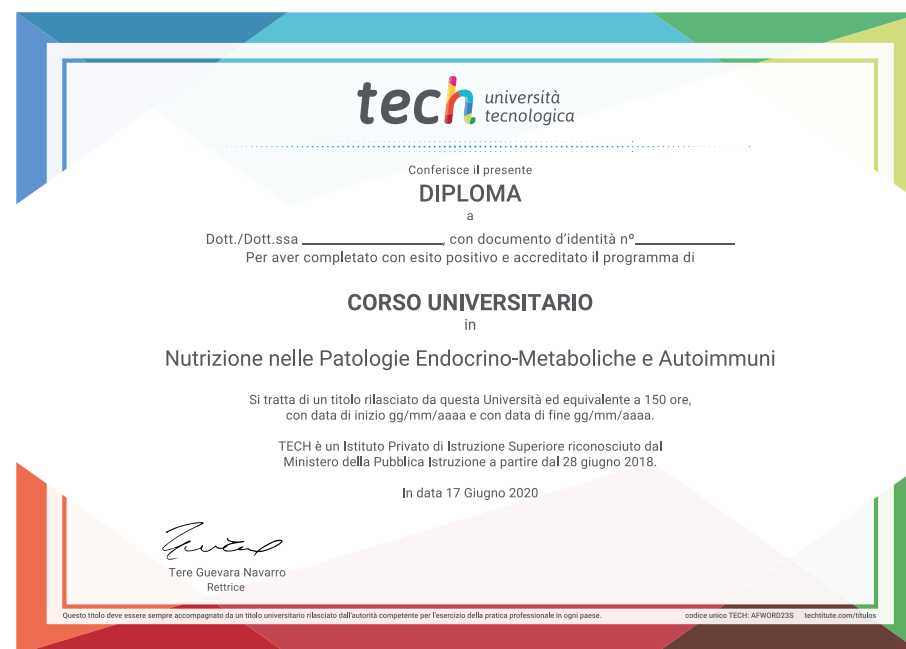 tech università
tecnologica
Conferisce il presente
DIPLOMA
a
Dott./Dott.ssa ____________________, con documento d'identità nº______________
Per aver completato con esito positivo e accreditato il programma di
CORSO UNIVERSITARIO
in
Nutrizione nelle Patologie Endocrino-Metaboliche e Autoimmuni
Si tratta di un titolo rilasciato da questa Università ed equivalente a 150 ore,
con data di inizio gg/mm/aaaa e con data di fine gg/mm/aaaa.
TECH è un Istituto Privato di Istruzione Superiore riconosciuto dal
Ministero della Pubblica Istruzione a partire dal 28 giugno 2018.
In data 17 Giugno 2020
Tere Guevara Navarro
Rettrice
Questo titolo deve essere sempre accompagnato da un titolo universitario rilasciato dall'autorità competente per l'esercizio della pratica professionale in ogni paese. codice unico TECH: AFWORD23S techtitute.com/titulos